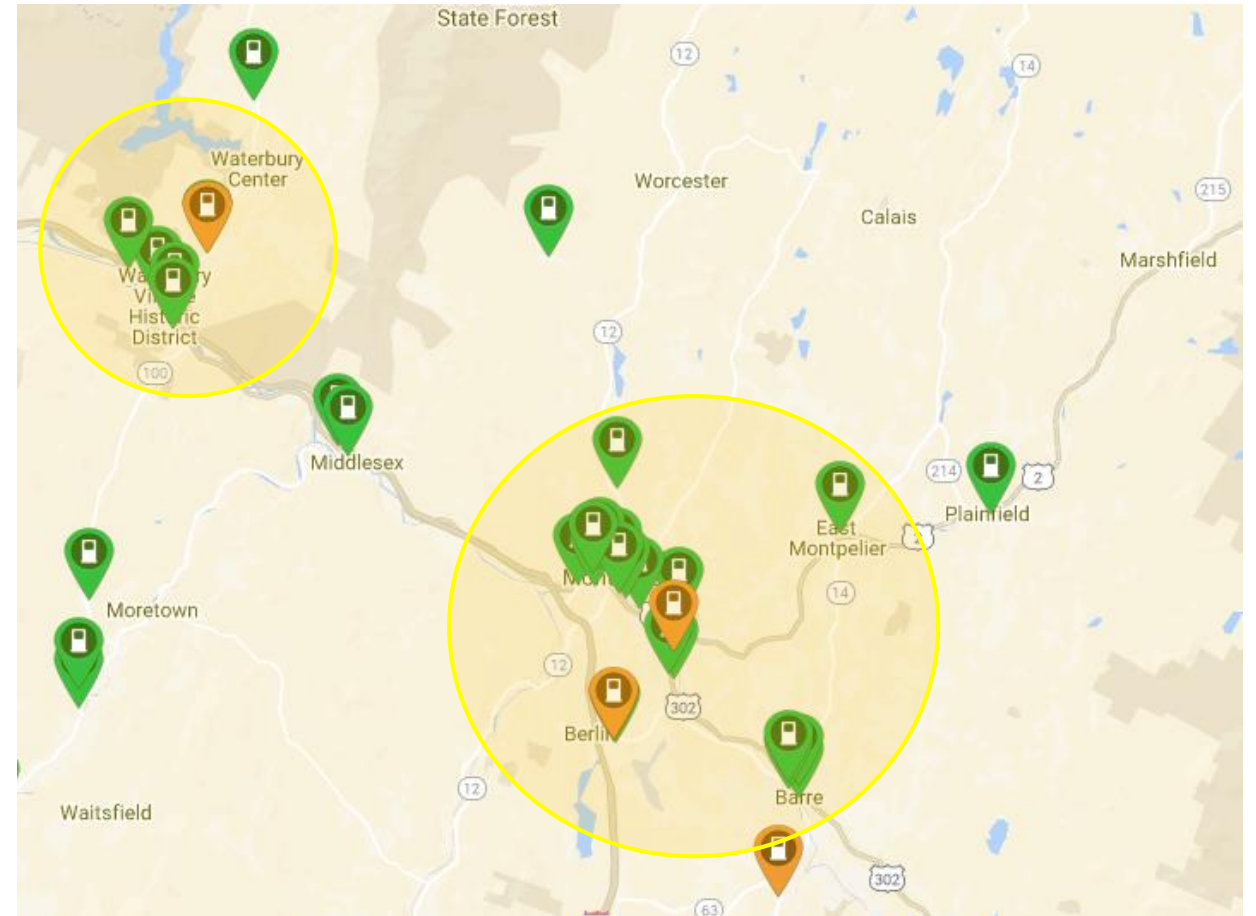 State Forest
12
14
Waterbury
Center
Worcester
215
Calais
Marshfield
Village
Historic
District
12
100
Middlesex
214
2
Plainfield
East
Montpelier
Moretown
14
12
302
Berlin
12
Barre
Waitsfield
302
63